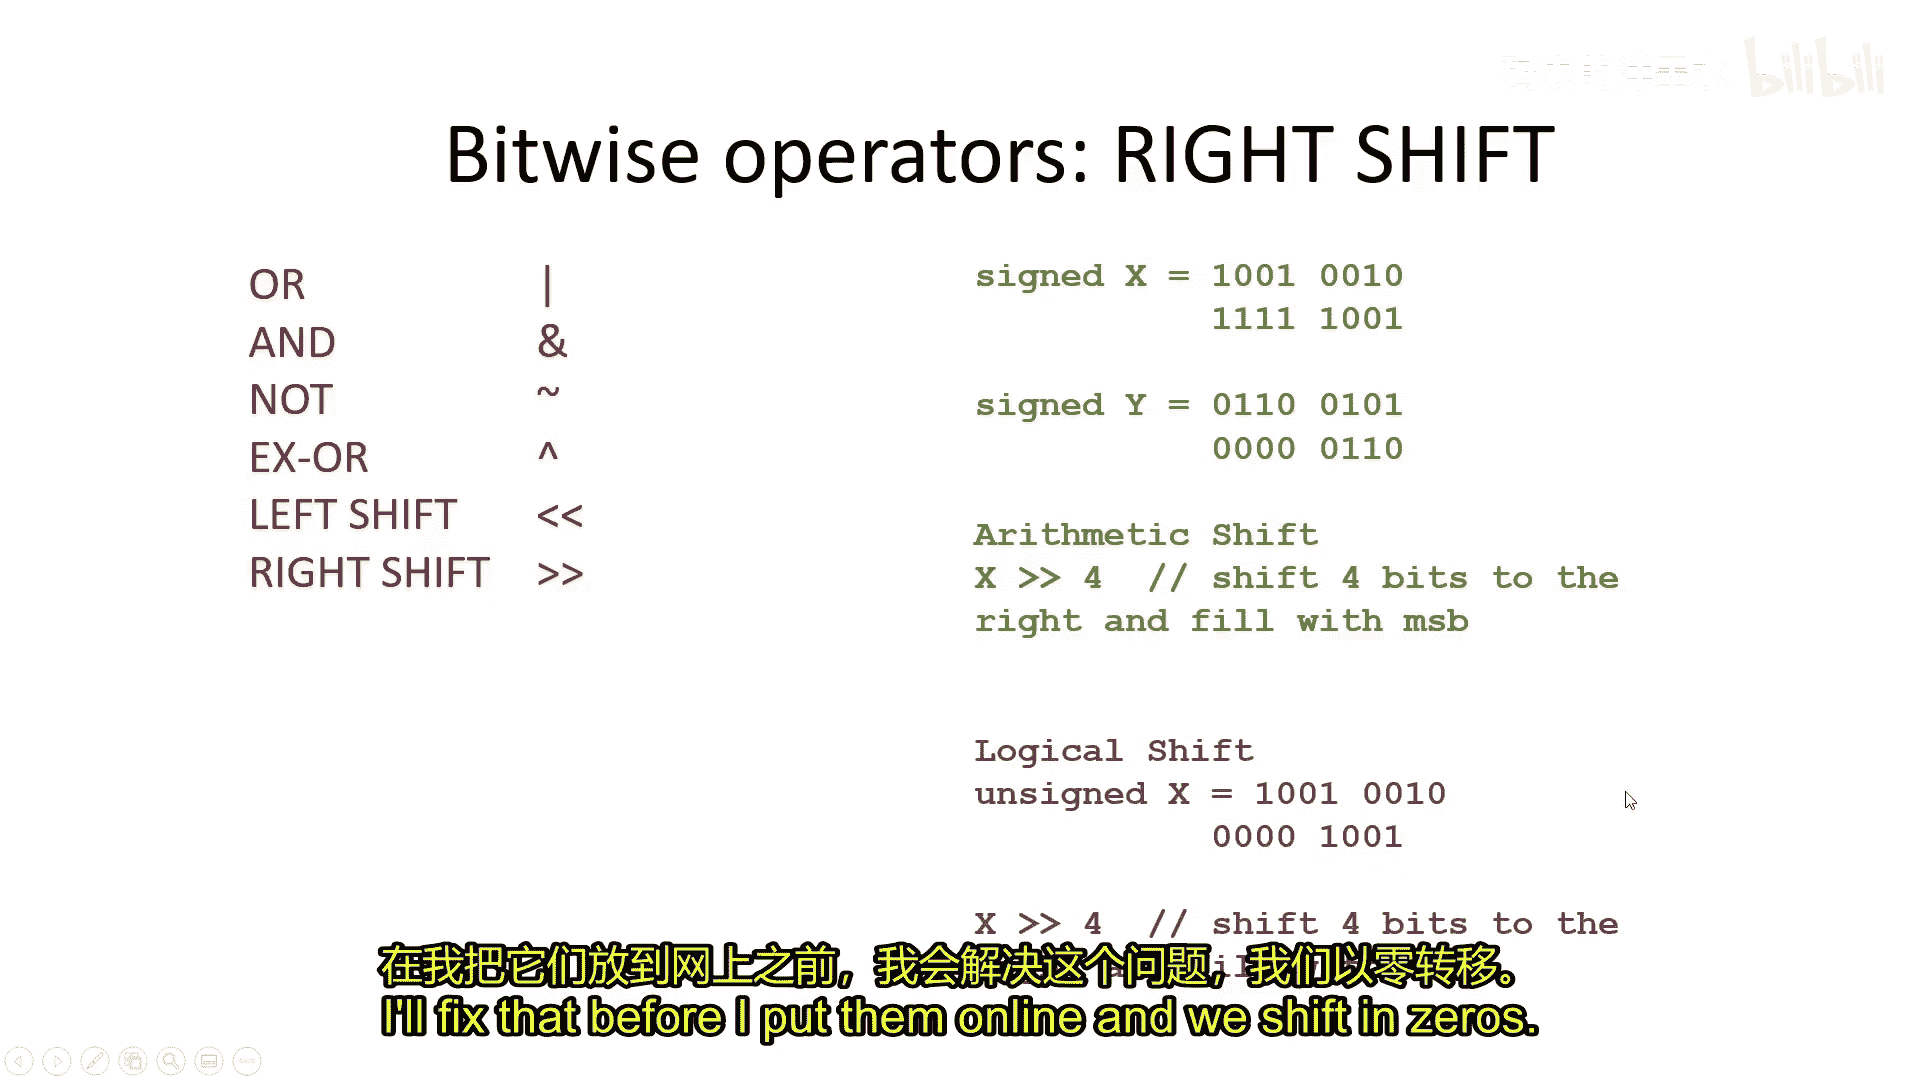 bilibili
Bitwise operators: RIGHT SHIFT
OR |
AND &
NOT ~
EX-OR ^
LEFT SHIFT <<
RIGHT SHIFT >>
signed X = 1001 0010
1111 1001
signed Y = 0110 0101
0000 0110
Arithmetic Shift
X >> 4 // shift 4 bits to the
right and fill with msb
Logical Shift
unsigned X = 1001 0010
0000 1001
X >> 4 // shift 4 bits to the
在我把它们放到网上之前，我会解决这个问题，我们以零转移。
I'll fix that before I put them online and we shift in zeros.